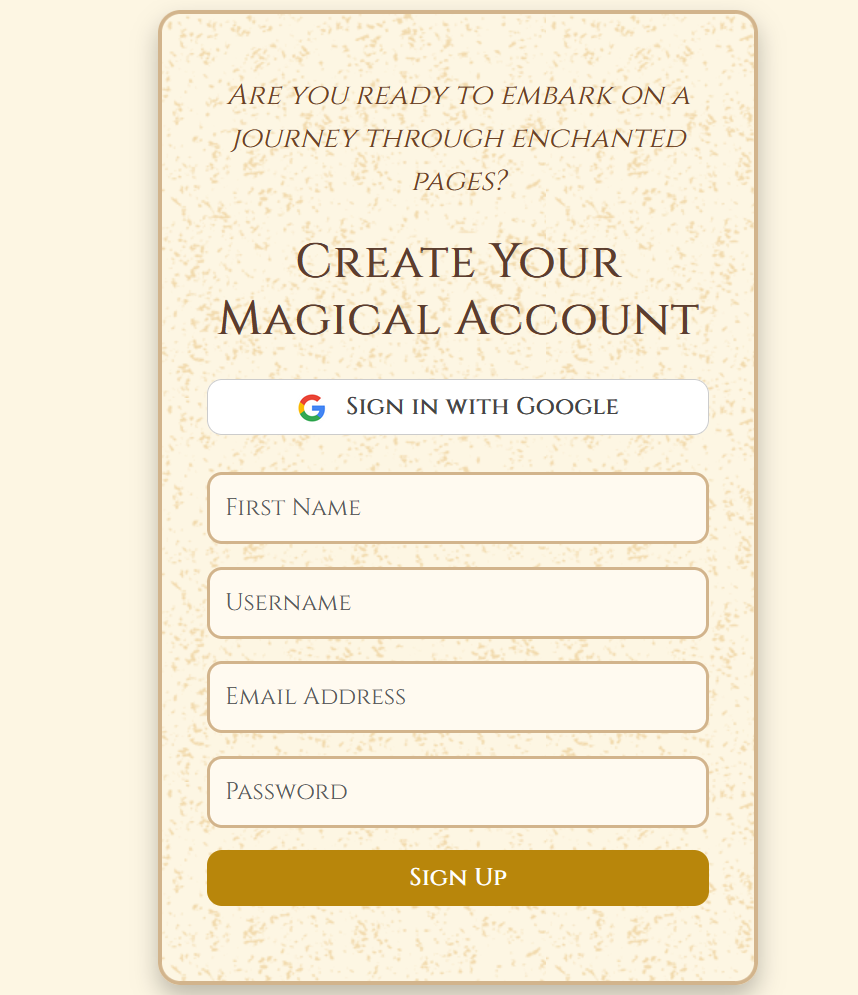 Are you ready to embark on a
journey through enchanted
pages?
Create Your
Magical Account
Sign in with Google
First Name
Username
Email Address
Password
Sign Up